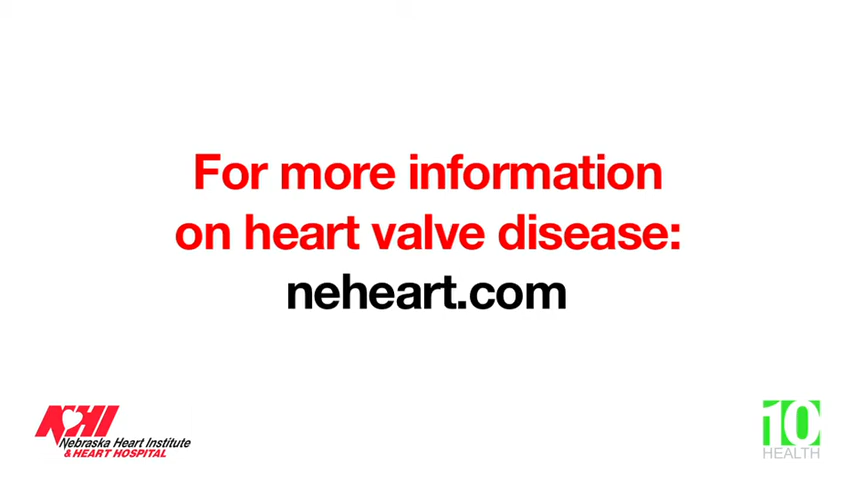 For more information
on heart valve disease:
neheart.com
NHI
Nebraska Heart Institute
& HEART HOSPITAL
10
HEALTH